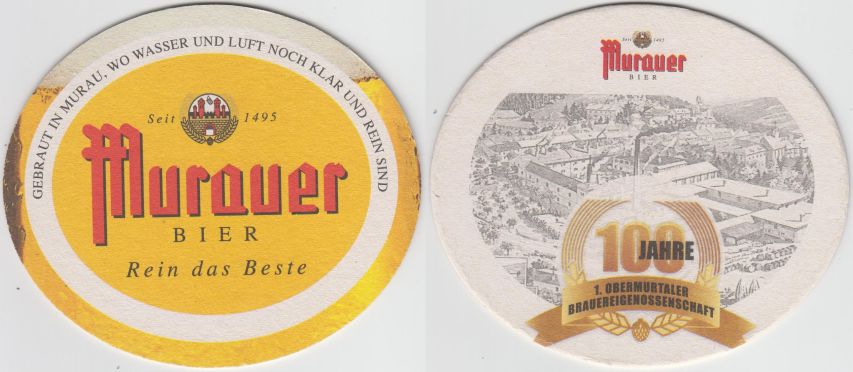 GEBRAUT IN MURAU, WO WASSER UND LUFT NOCH KLAR UND REIN SIND
Seit 1495
Murauer
BIER
Rein das Beste
Seit 1495
Murauer
BIER
100 JAHRE
1. OBERMURTALER
BRAUEREIGENOSSENSCHAFT